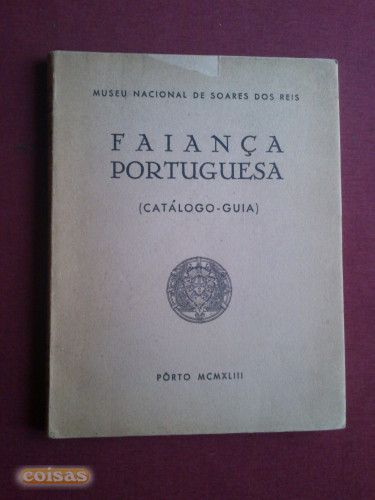 MUSEU NACIONAL DE SOARES DOS REIS
FAIANÇA
PORTUGUESA
(CATÁLOGO-GUIA)
PÔRTO MCMXLIII
coisas